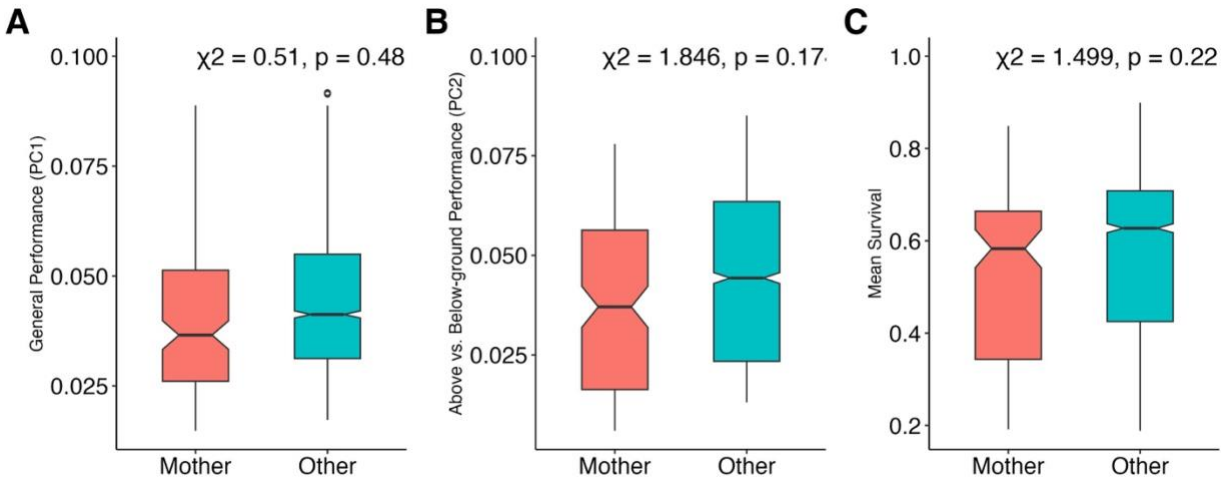 A
General Performance (PC1)
0.100
0.075
0.050
0.025
χ2 = 0.51, p = 0.48
Mother
Other
B
Above vs. Below-ground Performance (PC2)
0.100
0.075
0.050
0.025
χ2 = 1.846, p = 0.17
Mother
Other
C
Mean Survival
1.0
0.8
0.6
0.4
0.2
χ2 = 1.499, p = 0.22
Mother
Other